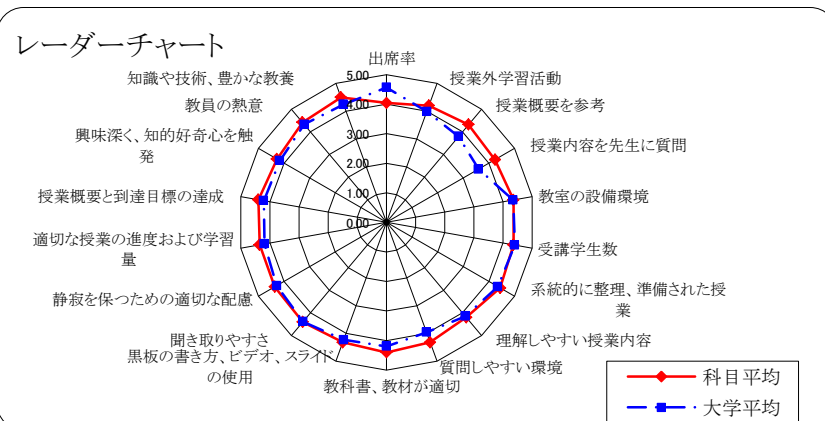 レーダーチャート
出席率
授業外学習活動
授業概要を参考
授業内容を先生に質問
教室の設備環境
受講学生数
系統的に整理、準備された授
業
理解しやすい授業内容
質問しやすい環境
教科書、教材が適切
黒板の書き方、ビデオ、スライド
の使用
聞き取りやすさ
静寂を保つための適切な配慮
適切な授業の進度および学習
量
授業概要と到達目標の達成
興味深く、知的好奇心を触
発
教員の熱意
知識や技術、豊かな教養
5.00
4.00
3.00
2.00
1.00
0.00
科目平均
大学平均